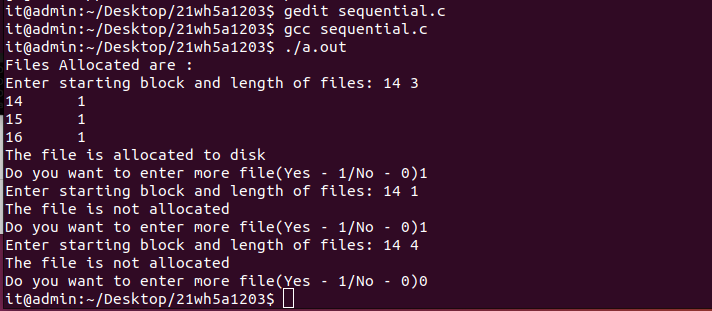 it@admin:~/Desktop/21wh5a1203$ gedit sequential.c
it@admin:~/Desktop/21wh5a1203$ gcc sequential.c
it@admin:~/Desktop/21wh5a1203$ ./a.out
Files Allocated are :
Enter starting block and length of files: 14 3
14      1
15      1
16      1
The file is allocated to disk
Do you want to enter more file(Yes - 1/No - 0)1
Enter starting block and length of files: 14 1
The file is not allocated
Do you want to enter more file(Yes - 1/No - 0)1
Enter starting block and length of files: 14 4
The file is not allocated
Do you want to enter more file(Yes - 1/No - 0)0
it@admin:~/Desktop/21wh5a1203$